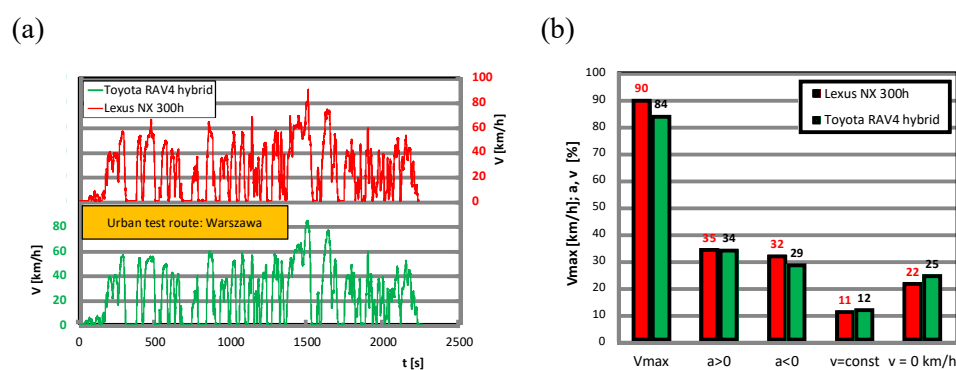 (a)
(b)
Toyota RAV4 hybrid
Lexus NX 300h
100
80
60
40
20
0
V [km/h]
Urban test route: Warszawa
80
60
40
20
0
V [km/h]
0
500
1000
1500
2000
2500
t [s]
100
90
80
70
60
50
40
30
20
10
0
Vmax [km/h]; a, v [%]
Lexus NX 300h
Toyota RAV4 hybrid
90
84
35
34
32
29
11
12
22
25
Vmax
a>0
a<0
v=const
v = 0 km/h